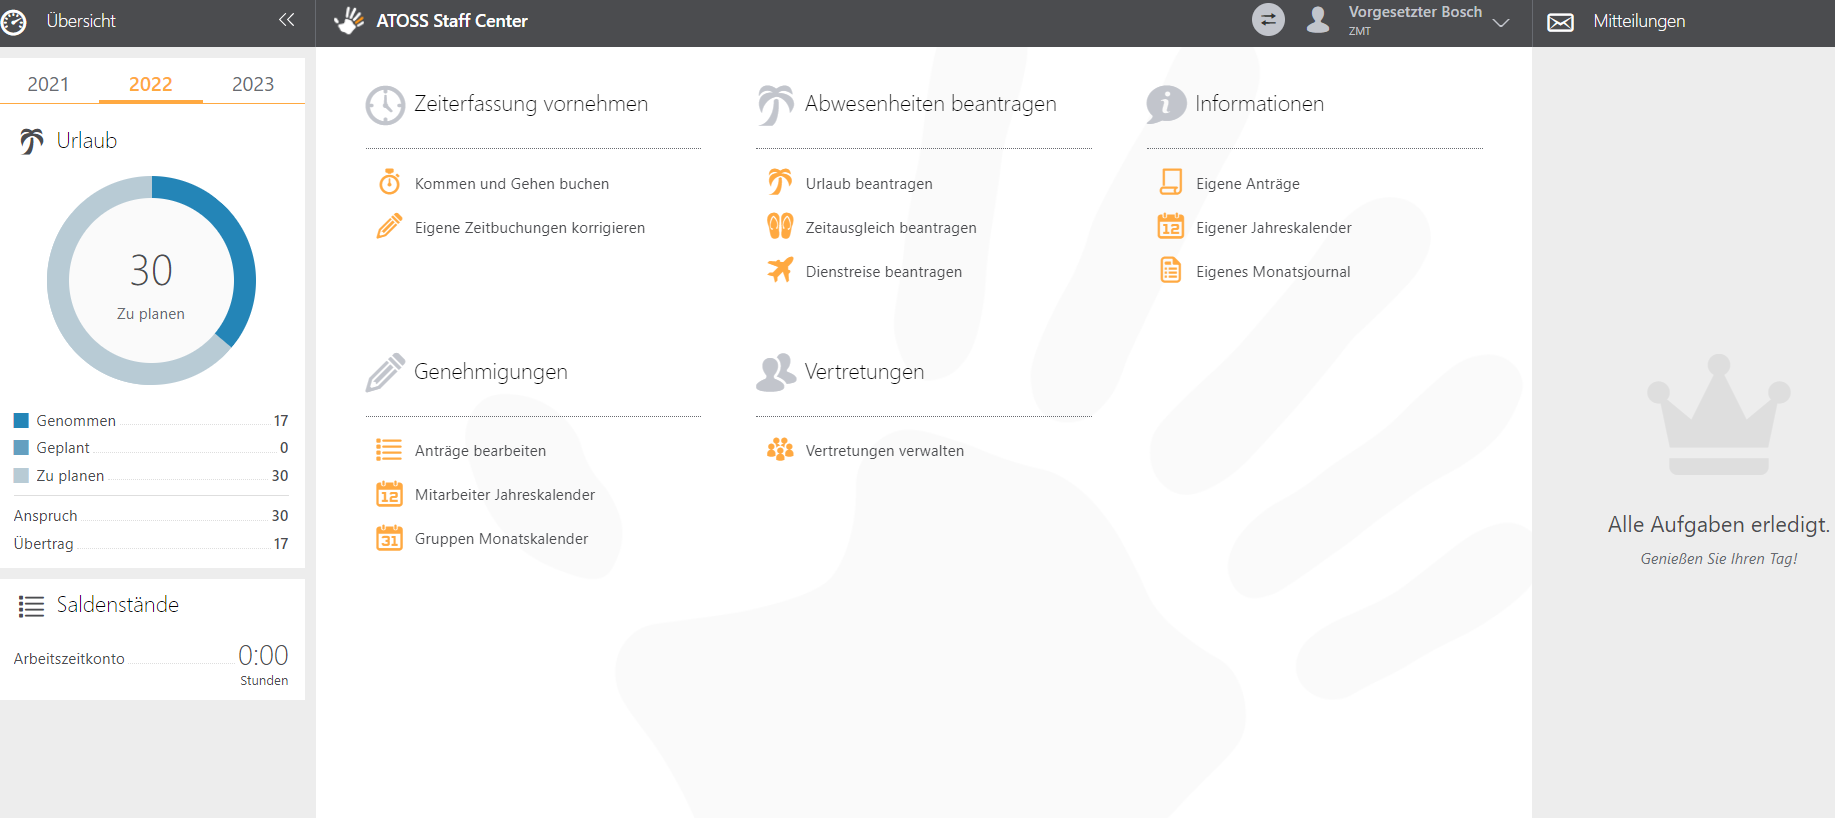 Übersicht
ATOSS Staff Center
Vorgesetzter Bosch
ZMT
Mitteilungen
2021 2022 2023
Urlaub
30
Zu planen
Genommen 17
Geplant 0
Zu planen 30
Anspruch 30
Übertrag 17
Saldenstände
Arbeitszeitkonto 0:00
Stunden
Zeiterfassung vornehmen
Kommen und Gehen buchen
Eigene Zeitbuchungen korrigieren
Abwesenheiten beantragen
Urlaub beantragen
Zeitausgleich beantragen
Dienstreise beantragen
Informationen
Eigene Anträge
12
Eigener Jahreskalender
Eigenes Monatsjournal
Genehmigungen
Anträge bearbeiten
12
Mitarbeiter Jahreskalender
31
Gruppen Monatskalender
Vertretungen
Vertretungen verwalten
Alle Aufgaben erledigt.
Genießen Sie Ihren Tag!